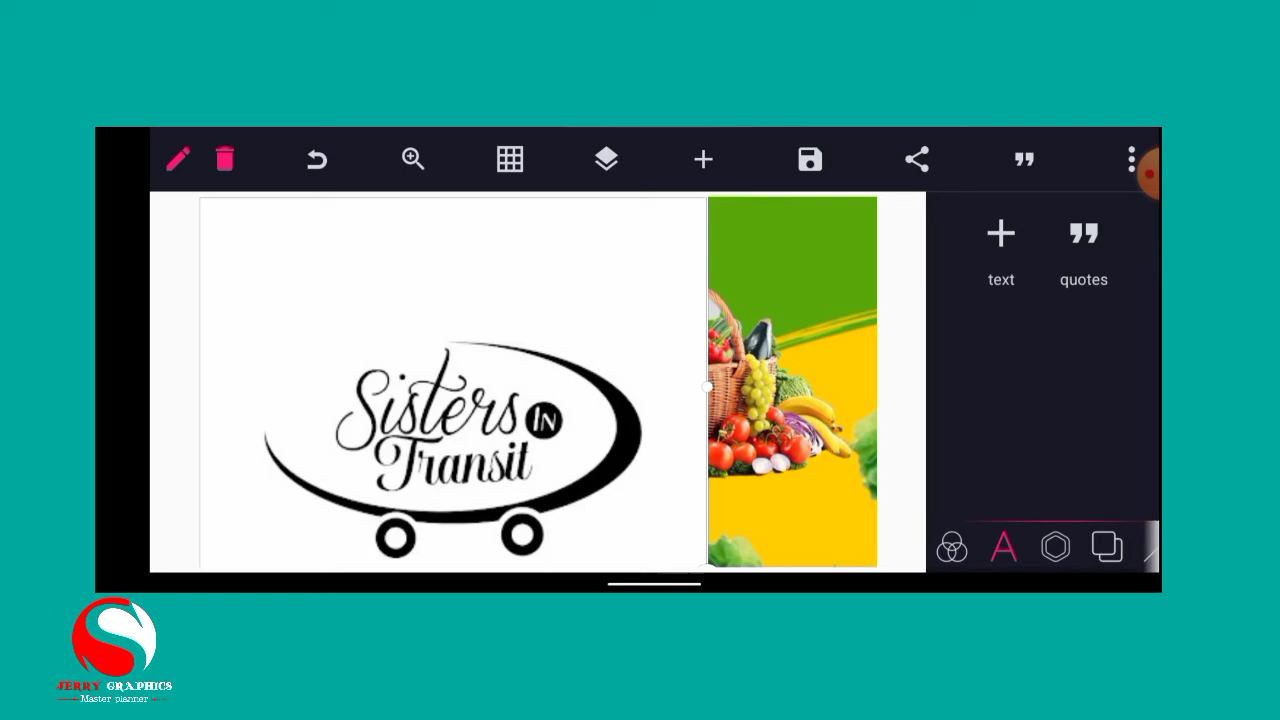 text
quotes
Sisters IN
Transit
A
JERRY GRAPHICS
Master planner